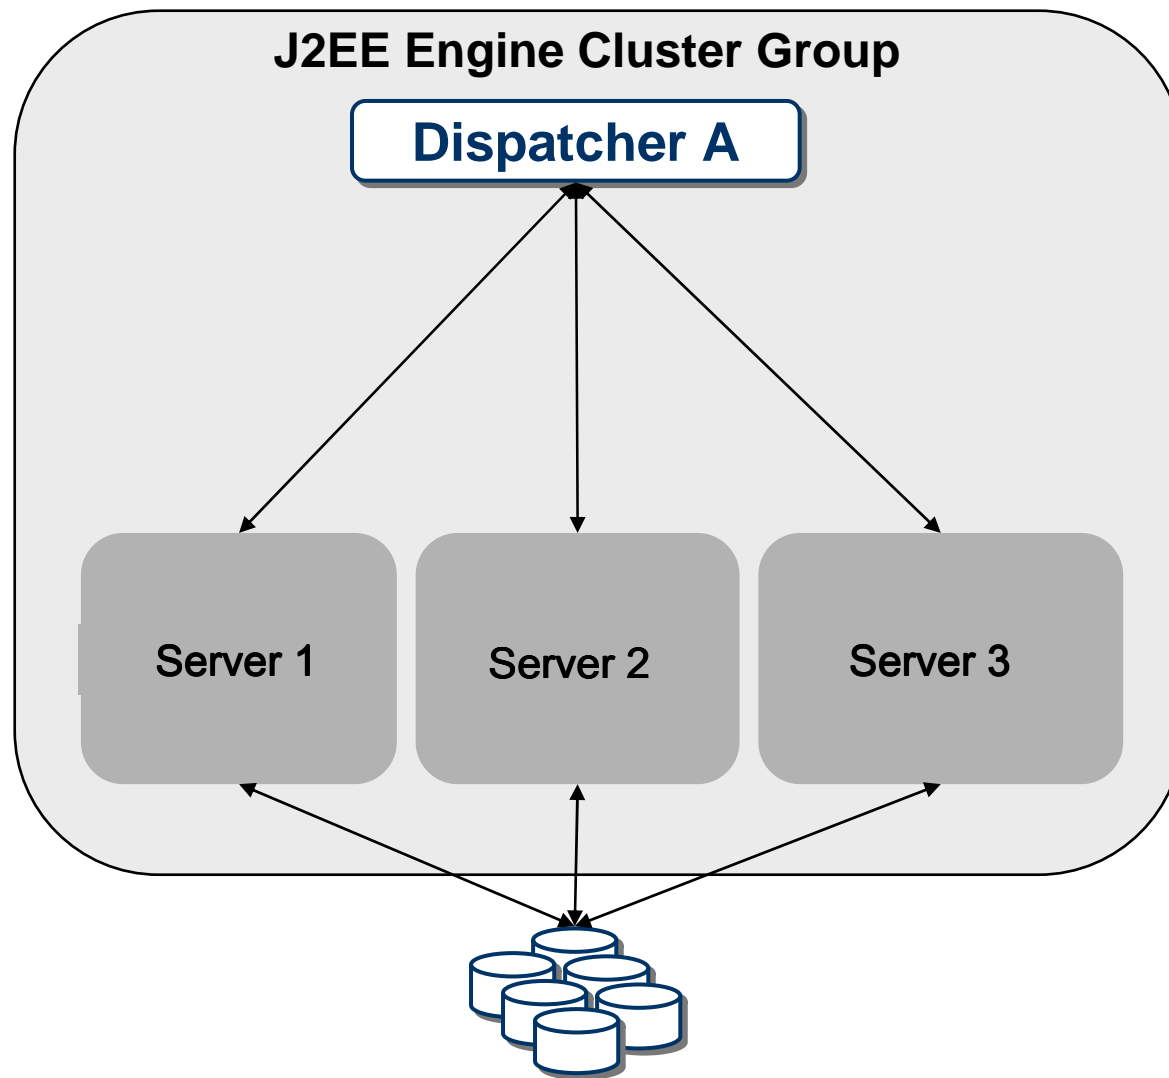 J2EE Engine Cluster Group
Dispatcher A
Server 1
Server 2
Server 3